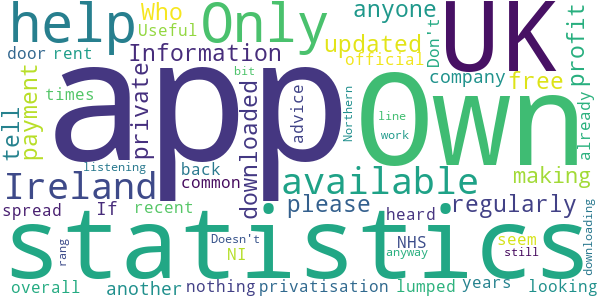 help Who Only anyone UK
Useful Don't profit
door rent Information updated
official
company free
tell payment times private app Own already
bit downloaded advice Northern line work
listening back making
Ireland common available
spread If recent please regularly
rang Doesn't heard NHS seem still downloading
NI statistics anyway
overall another nothing privatisation lumped years looking